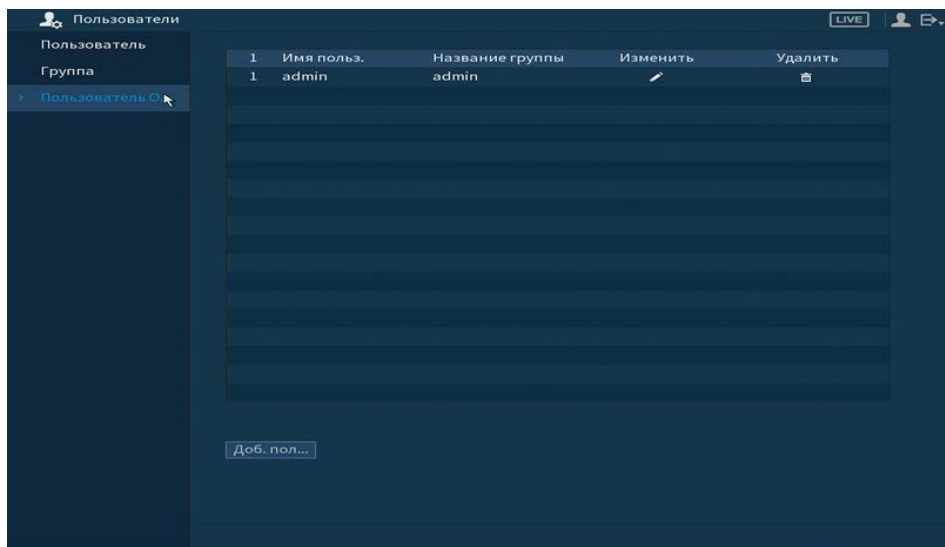 Пользователи LIVE
Пользователь
Группа
Пользователь O
1 Имя польз. Название группы Изменить Удалить
1 admin admin
Доб. пол...